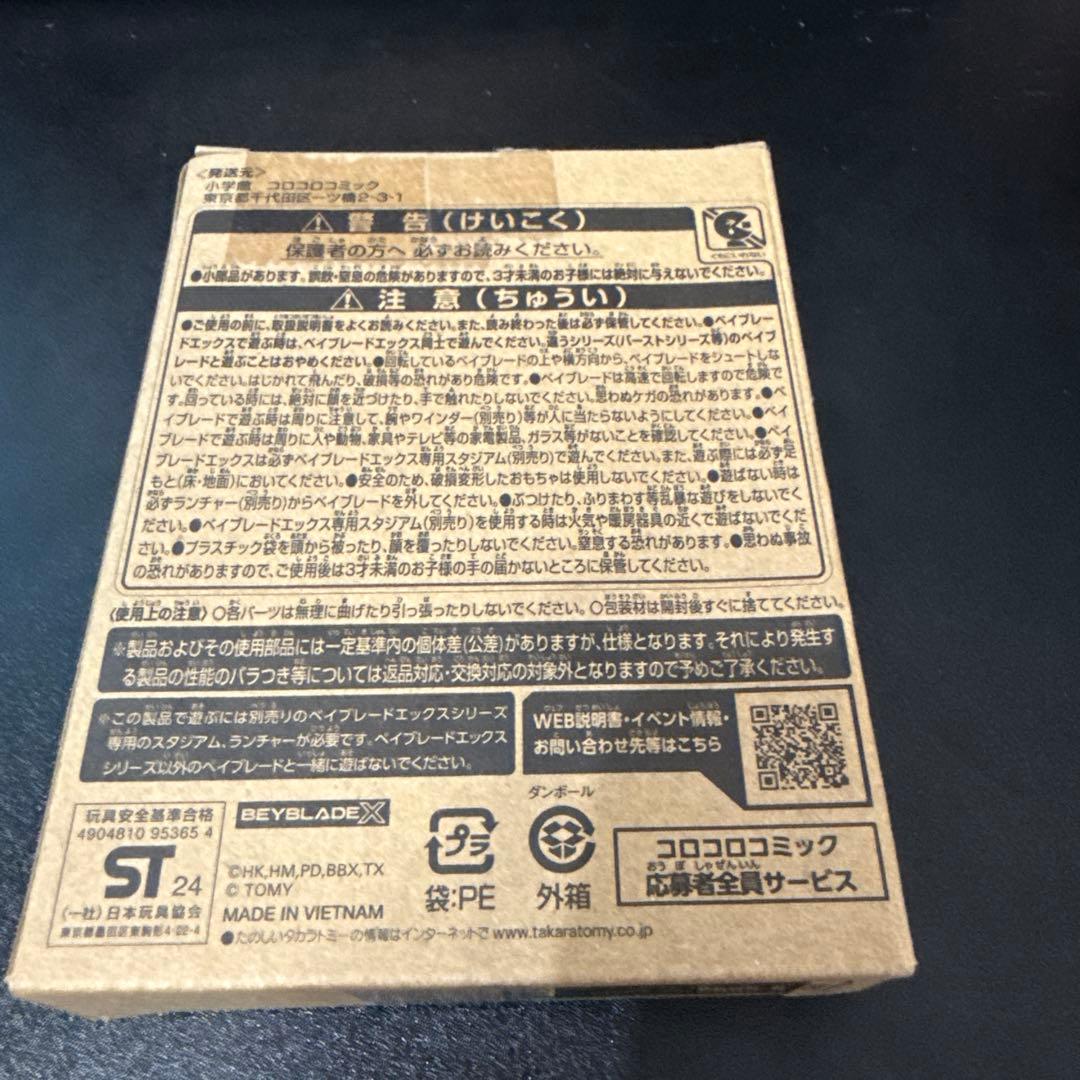 〈発送元〉
小学館 コロコロコミック
東京都千代田区一ツ橋2-3-1
警告(けいこく)
保護者の方へ 必ずお読みください。
●小部品があります。誤飲・窒息の危険がありますので、3才未満のお子様には絶対に与えないでください。
注意(ちゅうい)
●ご使用の前に、取扱説明書をよくお読みください。また、読み終わった後は必ず保管してください。●ベイブレー
ドエックスで遊ぶ時は、ベイブレードエックス同士で遊んでください。違うシリーズ(バーストシリーズ等)のベイブ
レードと遊ぶことはおやめください。●回転しているベイブレードの上や横方向から、ベイブレードをシュートしな
いでください。はじかれて飛んだり、破損等の恐れがあり危険です。●ベイブレードは高速で回転しますので危険で
す。回っている時には、絶対に顔を近づけたり、手で触れたりしないでください。思わぬケガの恐れがあります。●ベ
イブレードで遊ぶ時は周りに注意して、腕やワインダー(別売り)等が人に当たらないようにしてください。●ベイ
ブレードで遊ぶ時は周りに人や動物、家具やテレビ等の家電製品、ガラス等がないことを確認してください。●ベイ
ブレードエックスは必ずベイブレードエックス専用スタジアム(別売り)で遊んでください。また、遊ぶ際には必ず足
もと(床・地面)においてください。●安全のため、破損変形したおもちゃは使用しないでください。●遊ばない時は
必ずランチャー(別売り)からベイブレードを外してください。●ぶつけたり、ふりまわす等乱暴な遊びをしないでく
ださい。●ベイブレードエックス専用スタジアム(別売り)を使用する時は火気や暖房器具の近くで遊ばないでくだ
さい。●プラスチック袋を頭から被ったり、顔を覆ったりしないでください。窒息する恐れがあります。●思わぬ事故
の恐れがありますので、ご使用後は3才未満のお子様の手の届かないところに保管してください。
〈使用上の注意〉○各パーツは無理に曲げたり引っ張ったりしないでください。○包装材は開封後すぐに捨ててください。
※製品およびその使用部品には一定基準内の個体差(公差)がありますが、仕様となります。それにより発生す
る製品の性能のバラつき等については返品対応・交換対応の対象外となりますので予めご了承ください。
※この製品で遊ぶには別売りのベイブレードエックスシリーズ
専用のスタジアム、ランチャーが必要です。ベイブレードエックス
シリーズ以外のベイブレードと一緒に遊ばないでください。
WEB説明書・イベント情報・
お問い合わせ先等はこちら
玩具安全基準合格
4904810 95365 4
ST 24
(一社)日本玩具協会
東京都墨田区東駒形4-22-4
BEYBLADE X
©HK,HM,PD,BBX,TX
© TOMY
MADE IN VIETNAM
プラ
袋:PE
ダンボール
外箱
コロコロコミック
応募者全員サービス
●たのしいタカラトミーの情報はインターネットで www.takaratomy.co.jp